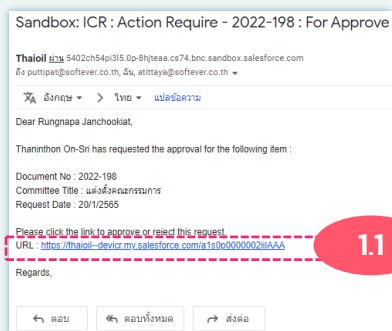 Sandbox: ICR : Action Require - 2022-198 : For Approve
Thaioil ผ่าน 5402ch54pi3l5.0p-8hjteaa.cs74.bnc.sandbox.salesforce.com
ถึง puttipat@softever.co.th, ฉัน, atittaya@softever.co.th
อังกฤษ > ไทย แปลข้อความ
Dear Rungnapa Janchookiat,
Thaninthon On-Sri has requested the approval for the following item :
Document No : 2022-198
Committee Title : แต่งตั้งคณะกรรมการ
Request Date : 20/1/2565
Please click the link to approve or reject this request.
URL : https://thaioil--devicr.my.salesforce.com/a1s0p0000002iilAAA
1.1
Regards,
ตอบ ตอบทั้งหมด ส่งต่อ